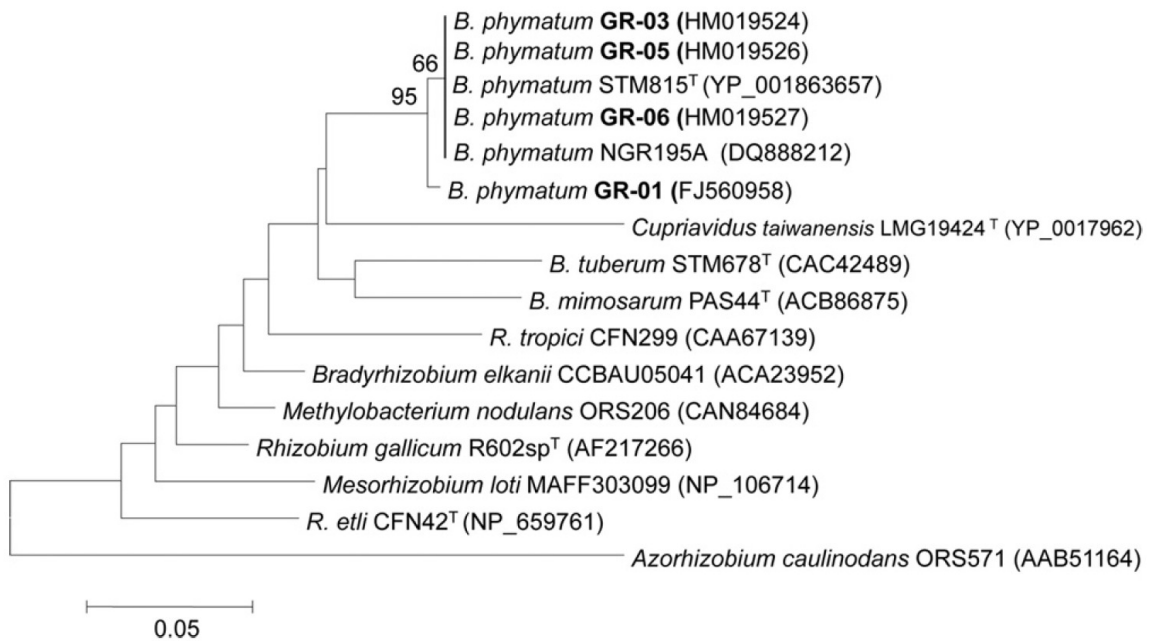 B. phymatum GR-03 (HM019524)
B. phymatum GR-05 (HM019526)
66
B. phymatum STM815ᵀ (YP_001863657)
95
B. phymatum GR-06 (HM019527)
B. phymatum NGR195A (DQ888212)
B. phymatum GR-01 (FJ560958)
Cupriavidus taiwanensis LMG19424 ᵀ (YP_0017962)
B. tuberum STM678ᵀ (CAC42489)
B. mimosarum PAS44ᵀ (ACB86875)
R. tropici CFN299 (CAA67139)
Bradyrhizobium elkanii CCBAU05041 (ACA23952)
Methylobacterium nodulans ORS206 (CAN84684)
Rhizobium gallicum R602spᵀ (AF217266)
Mesorhizobium loti MAFF303099 (NP_106714)
R. etli CFN42ᵀ (NP_659761)
Azorhizobium caulinodans ORS571 (AAB51164)
0.05